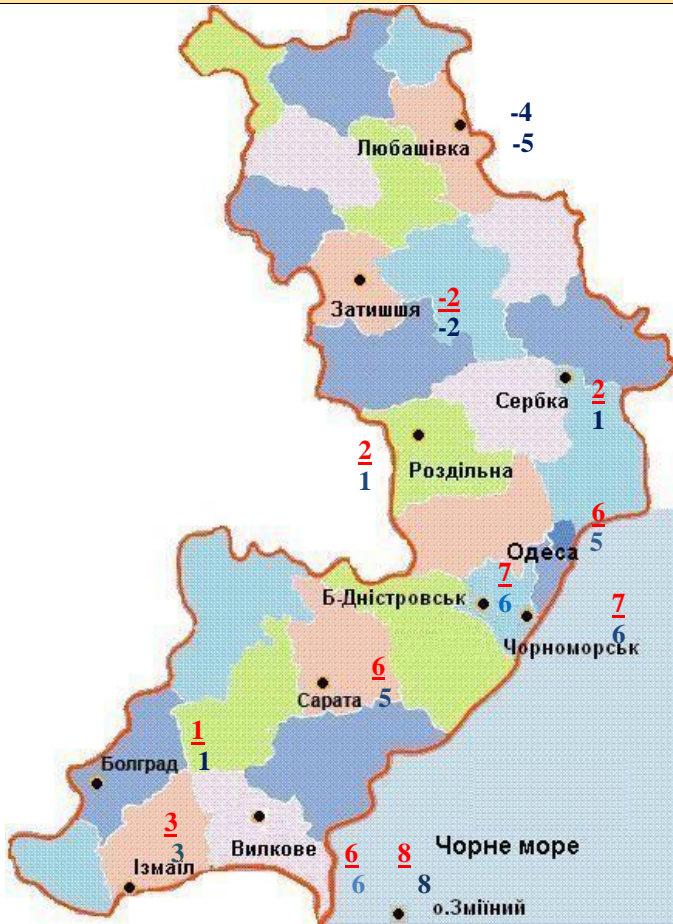 -4
-5
Любашівка
Затишшя
-2
-2
Сербка
2
1
Роздільна
2
1
6
5
Одеса
7
6
Б-Дністровськ
7
6
Чорноморськ
6
5
Сарата
1
1
Болград
3
3
Ізмаїл
Вилкове
6
6
8
8
Чорне море
о.Зміїний